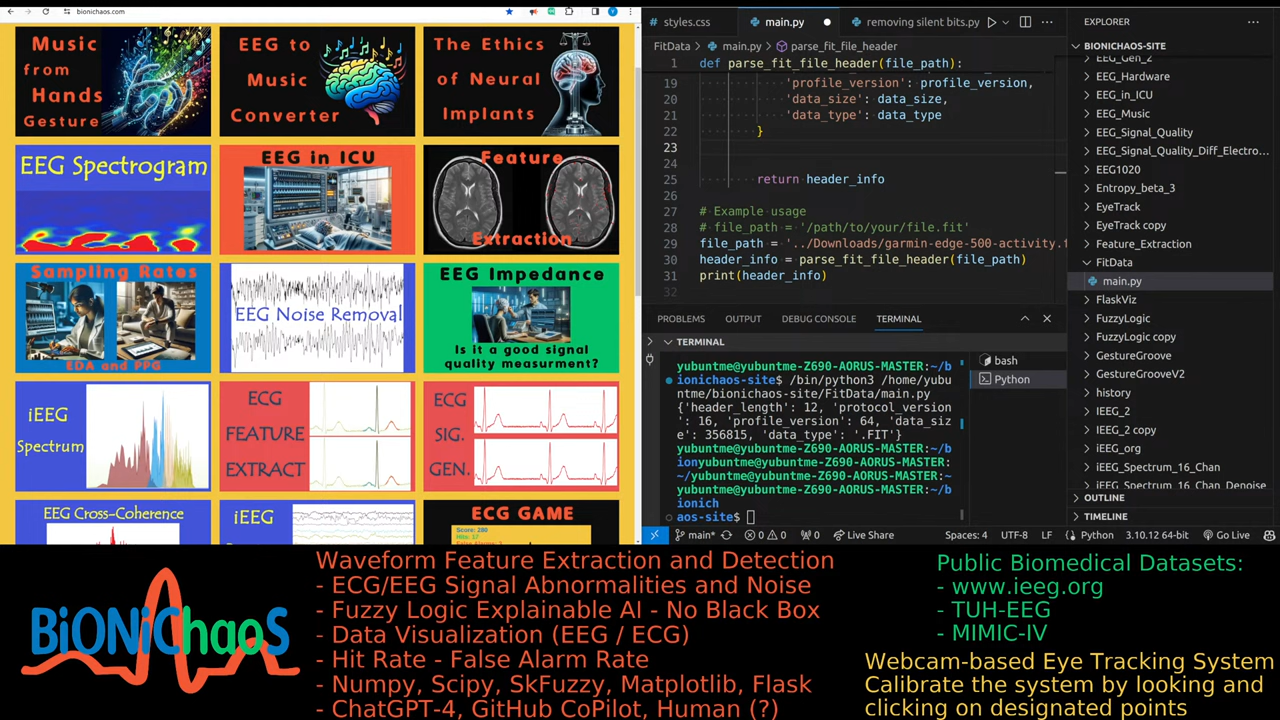 bionichaos.com
Music
from
Hands
Gesture
EEG to
Music
Converter
The Ethics
of Neural
Implants
EEG Spectrogram
EEG in ICU
Feature
Extraction
Sampling Rates
EDA and PPG
EEG Noise Removal
EEG Impedance
Is it a good signal
quality measurment?
iEEG
Spectrum
ECG
FEATURE
EXTRACT
ECG
SIG.
GEN.
EEG Cross-Coherence
iEEG
ECG GAME
Score: 280
Hits: 17
styles.css
main.py
removing silent bits.py
FitData > main.py > parse_fit_file_header
1 def parse_fit_file_header(file_path):
19 'profile_version': profile_version,
20 'data_size': data_size,
21 'data_type': data_type
22 }
23
24
25 return header_info
26
27 # Example usage
28 # file_path = '/path/to/your/file.fit'
29 file_path = '../Downloads/garmin-edge-500-activity.f
30 header_info = parse_fit_file_header(file_path)
31 print(header_info)
32
PROBLEMS OUTPUT DEBUG CONSOLE TERMINAL
TERMINAL
yubuntme@yubuntme-Z690-AORUS-MASTER:~/b
ionichaos-site$ /bin/python3 /home/yubu
ntme/bionichaos-site/FitData/main.py
{'header_length': 12, 'protocol_version
': 16, 'profile_version': 64, 'data_siz
e': 356815, 'data_type': '.FIT'}
yubuntme@yubuntme-Z690-AORUS-MASTER:~/b
ionyubuntme@yubuntme-Z690-AORUS-MASTER:
~/yubuntme@yubuntme-Z690-AORUS-MASTER:~
yubuntme@yubuntme-Z690-AORUS-MASTER:~/b
ionich
aos-site$
bash
Python
EXPLORER
BIONICHAOS-SITE
EEG_Gen_2
EEG_Hardware
EEG_in_ICU
EEG_Music
EEG_Signal_Quality
EEG_Signal_Quality_Diff_Electro...
EEG1020
Entropy_beta_3
EyeTrack
EyeTrack copy
Feature_Extraction
FitData
main.py
FlaskViz
FuzzyLogic
FuzzyLogic copy
GestureGroove
GestureGrooveV2
history
IEEG_2
IEEG_2 copy
iEEG_org
iEEG_Spectrum_16_Chan
iEEG_Spectrum_16_Chan_Denoise
OUTLINE
TIMELINE
main* 0 0 0 Live Share Spaces: 4 UTF-8 LF Python 3.10.12 64-bit Go Live
BiONiChaoS
Waveform Feature Extraction and Detection
- ECG/EEG Signal Abnormalities and Noise
- Fuzzy Logic Explainable AI - No Black Box
- Data Visualization (EEG / ECG)
- Hit Rate - False Alarm Rate
- Numpy, Scipy, SkFuzzy, Matplotlib, Flask
- ChatGPT-4, GitHub CoPilot, Human (?)
Public Biomedical Datasets:
- www.ieeg.org
- TUH-EEG
- MIMIC-IV
Webcam-based Eye Tracking System
Calibrate the system by looking and
clicking on designated points